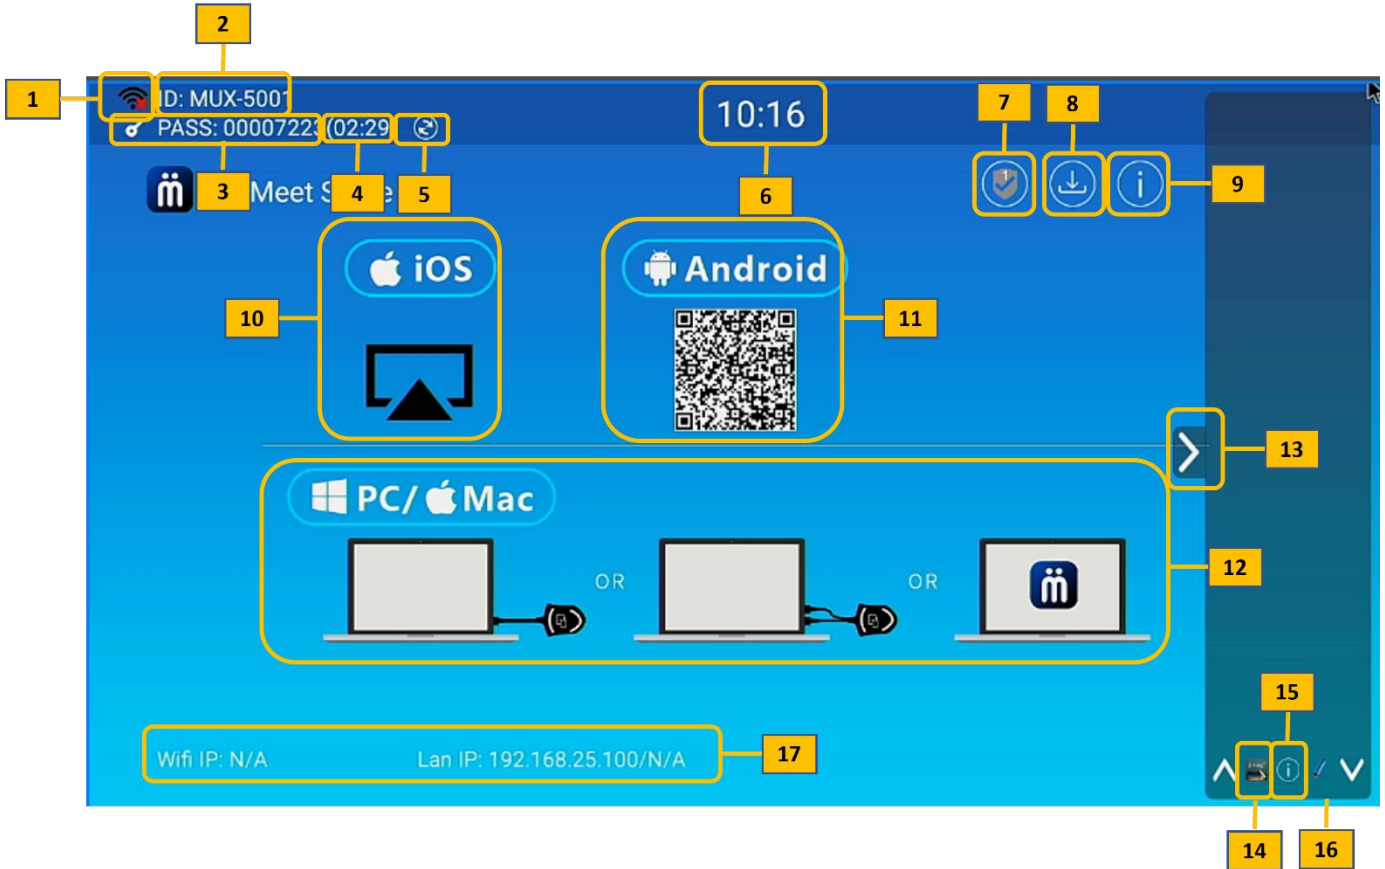 2
1
ID: MUX-5001
10:16
7
8
PASS: 00007223
(02:29
3
Meet
4
5
6
9
iOS
Android
10
11
13
PC/ Mac
OR
OR
12
15
Wifi IP: N/A
Lan IP: 192.168.25.100/N/A
17
14
16